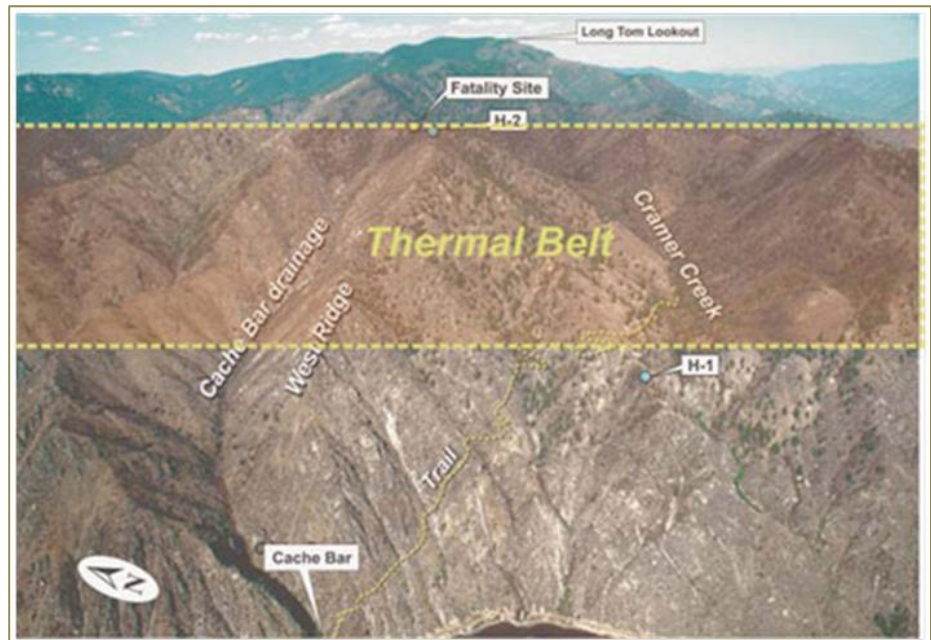 Long Tom Lookout
Fatality Site
H-2
Thermal Belt
Cramer Creek
Cache Bar drainage
West Ridge
H-1
Trail
Cache Bar
N